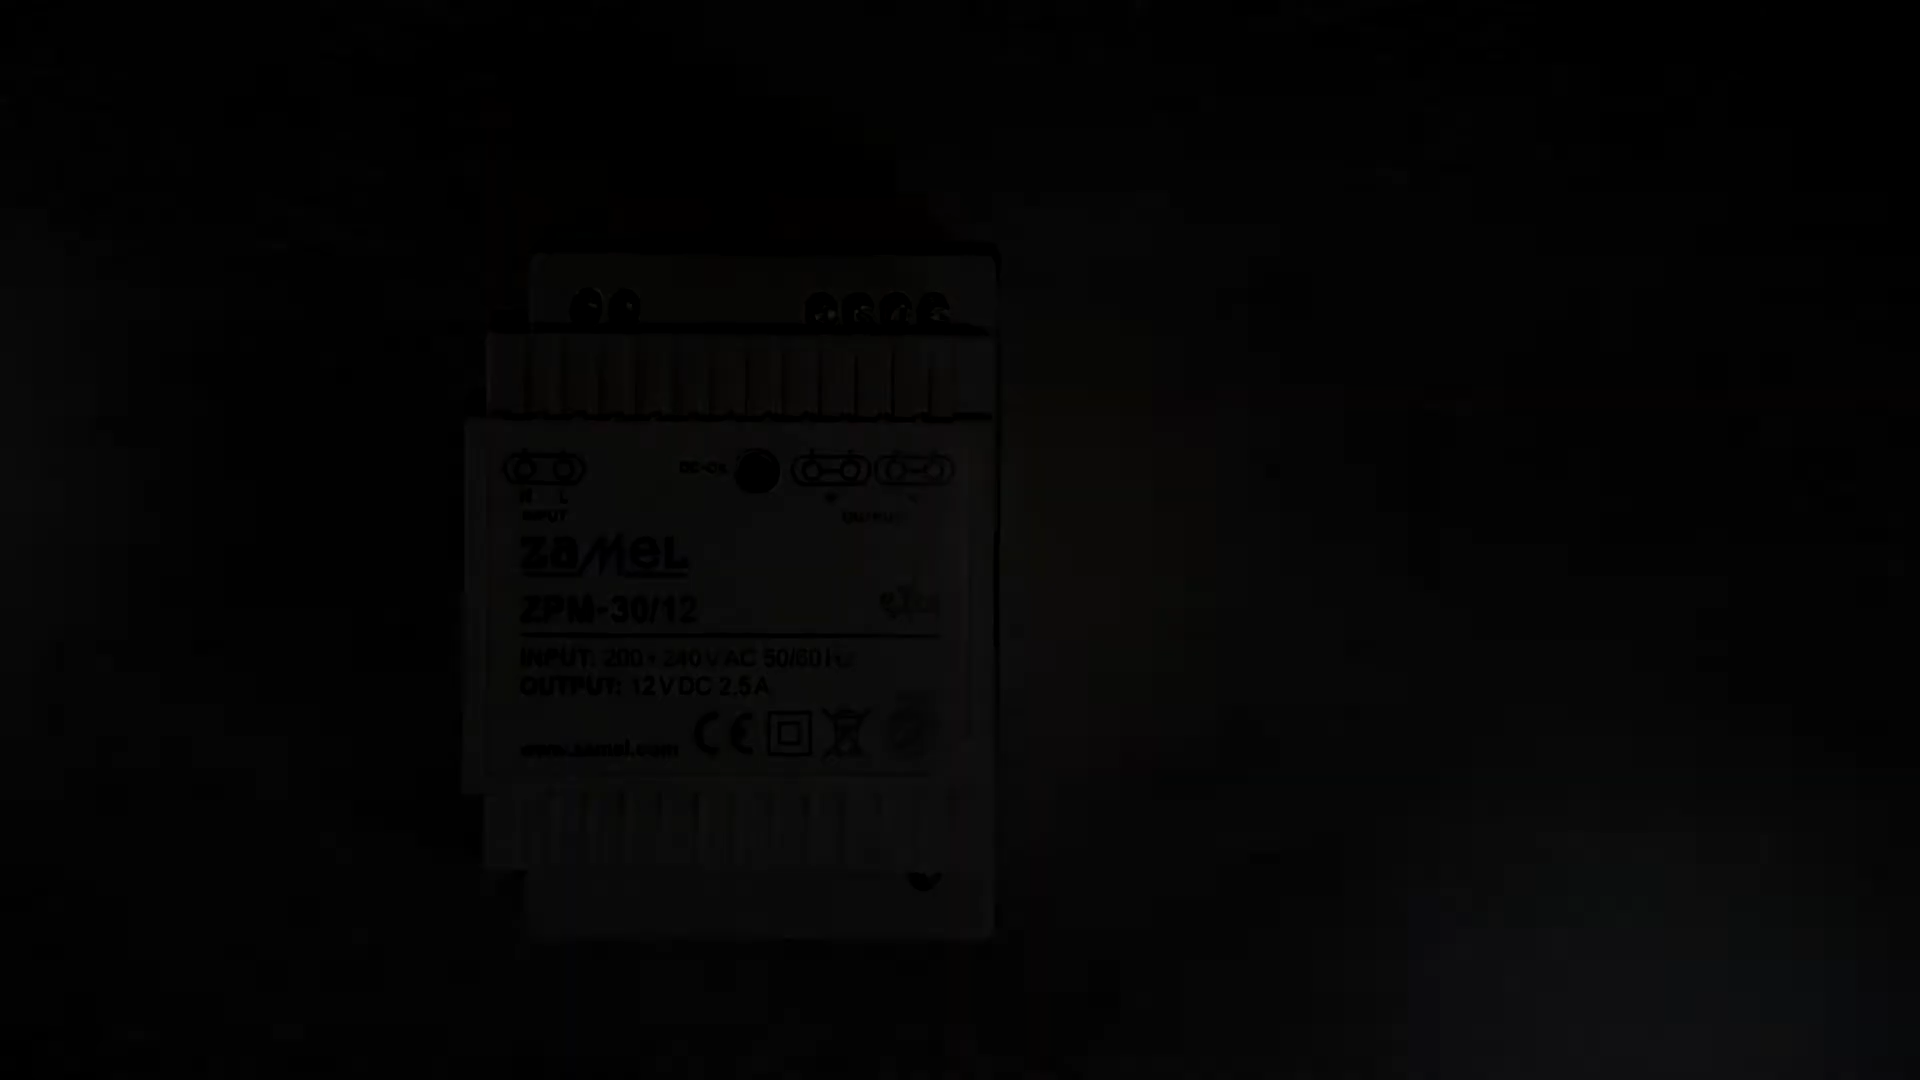 DC-OK
N L
INPUT
OUTPUT
ZAMEL
ZPM-30/12
INPUT: 200 - 240 V AC 50/60 Hz
OUTPUT: 12 V DC 2.5 A
www.zamel.com
CE